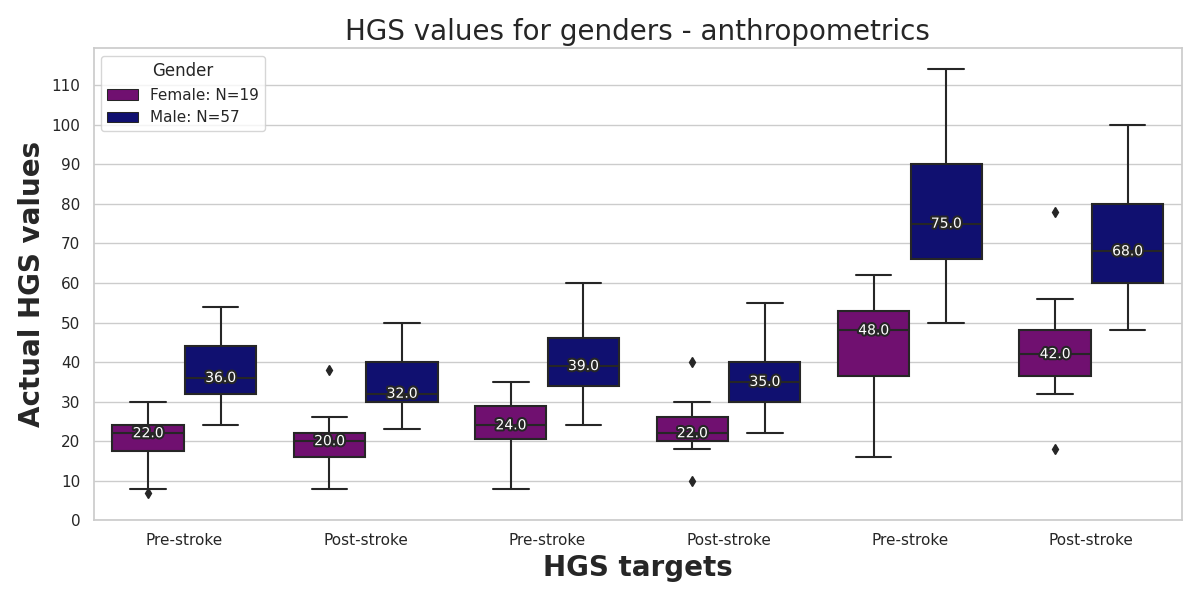 HGS values for genders - anthropometrics
Gender
Female: N=19
Male: N=57
Actual HGS values
110
100
90
80
70
60
50
40
30
20
10
0
22.0
36.0
20.0
32.0
24.0
39.0
22.0
35.0
48.0
75.0
42.0
68.0
Pre-stroke
Post-stroke
Pre-stroke
Post-stroke
Pre-stroke
Post-stroke
HGS targets